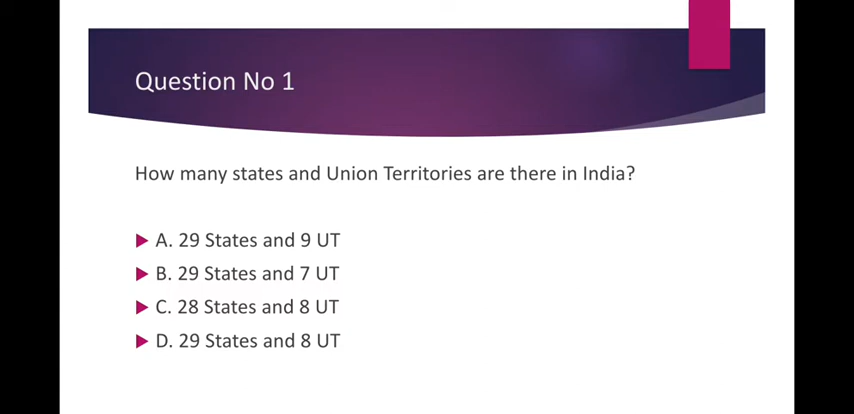 Question No 1
How many states and Union Territories are there in India?
A. 29 States and 9 UT
B. 29 States and 7 UT
C. 28 States and 8 UT
D. 29 States and 8 UT